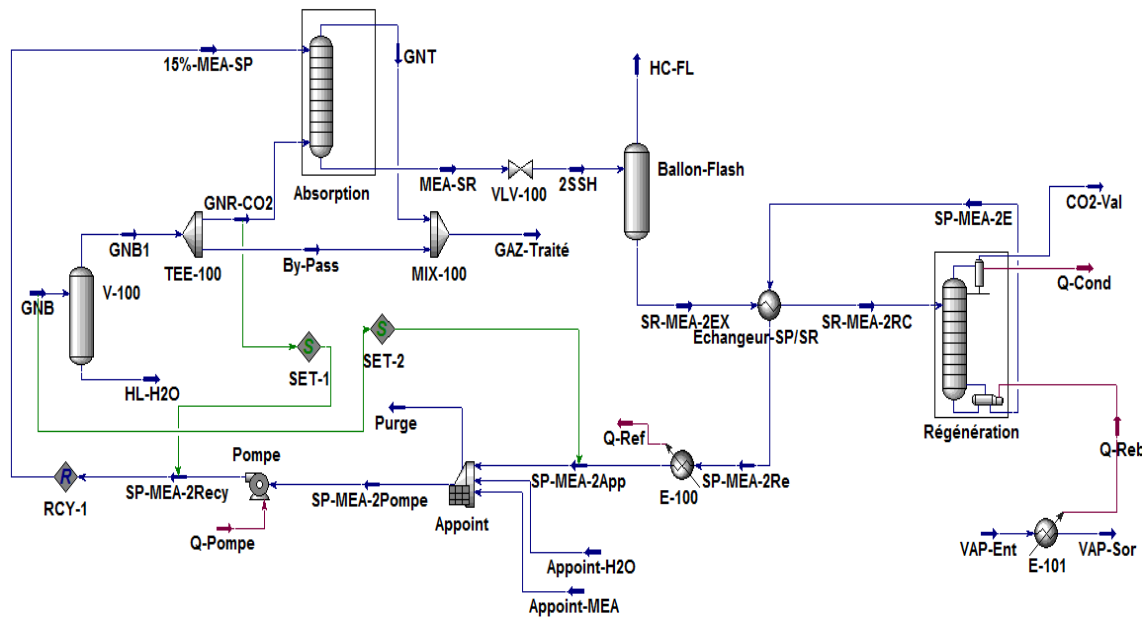 15%-MEA-SP
GNT
HC-FL
Absorption
MEA-SR
VLV-100
2SSH
Ballon-Flash
GNR-CO2
GNB1
TEE-100
By-Pass
MIX-100
GAZ-Traité
SP-MEA-2E
CO2-Val
Q-Cond
GNB
V-100
SR-MEA-2EX
Echangeur-SP/SR
SR-MEA-2RC
S
SET-1
S
SET-2
HL-H2O
Régénération
Q-Reb
Purge
Q-Ref
Pompe
SP-MEA-2App
E-100
SP-MEA-2Re
R
RCY-1
SP-MEA-2Recy
SP-MEA-2Pompe
Appoint
Q-Pompe
VAP-Ent
E-101
VAP-Sor
Appoint-H2O
Appoint-MEA